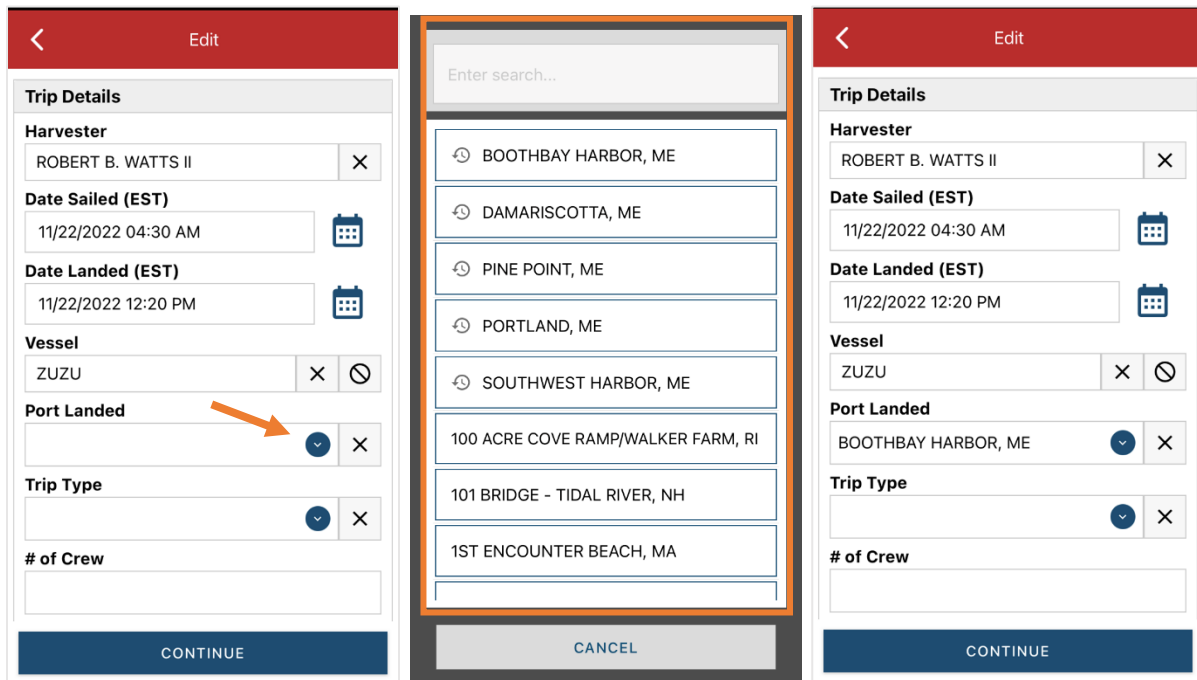 Edit
Trip Details
Harvester
ROBERT B. WATTS II
Date Sailed (EST)
11/22/2022 04:30 AM
Date Landed (EST)
11/22/2022 12:20 PM
Vessel
ZUZU
Port Landed
Trip Type
# of Crew
CONTINUE
Enter search...
BOOTHBAY HARBOR, ME
DAMARISCOTTA, ME
PINE POINT, ME
PORTLAND, ME
SOUTHWEST HARBOR, ME
100 ACRE COVE RAMP/WALKER FARM, RI
101 BRIDGE - TIDAL RIVER, NH
1ST ENCOUNTER BEACH, MA
CANCEL
Edit
Trip Details
Harvester
ROBERT B. WATTS II
Date Sailed (EST)
11/22/2022 04:30 AM
Date Landed (EST)
11/22/2022 12:20 PM
Vessel
ZUZU
Port Landed
BOOTHBAY HARBOR, ME
Trip Type
# of Crew
CONTINUE